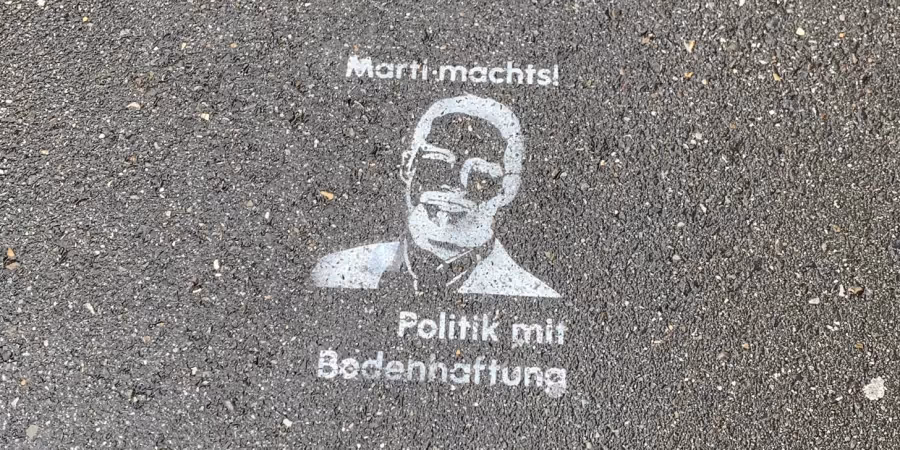 Marti machts!
Politik mit
Bodenhaftung